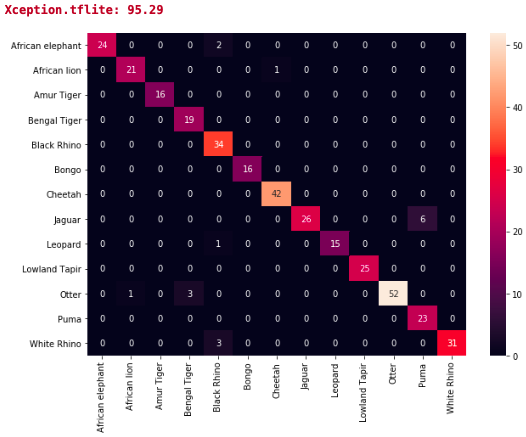 Xception.tflite: 95.29
African elephant 24 0 0 0 2 0 0 0 0 0 0 0 0
African lion 0 21 0 0 0 0 1 0 0 0 0 0 0
Amur Tiger 0 0 16 0 0 0 0 0 0 0 0 0 0
Bengal Tiger 0 0 0 19 0 0 0 0 0 0 0 0 0
Black Rhino 0 0 0 0 34 0 0 0 0 0 0 0 0
Bongo 0 0 0 0 0 16 0 0 0 0 0 0 0
Cheetah 0 0 0 0 0 0 42 0 0 0 0 0 0
Jaguar 0 0 0 0 0 0 0 26 0 0 0 6 0
Leopard 0 0 0 0 1 0 0 0 15 0 0 0 0
Lowland Tapir 0 0 0 0 0 0 0 0 0 25 0 0 0
Otter 0 1 0 3 0 0 0 0 0 0 52 0 0
Puma 0 0 0 0 0 0 0 0 0 0 0 23 0
White Rhino 0 0 0 0 3 0 0 0 0 0 0 0 31
African elephant
African lion
Amur Tiger
Bengal Tiger
Black Rhino
Bongo
Cheetah
Jaguar
Leopard
Lowland Tapir
Otter
Puma
White Rhino
50
40
30
20
10
0